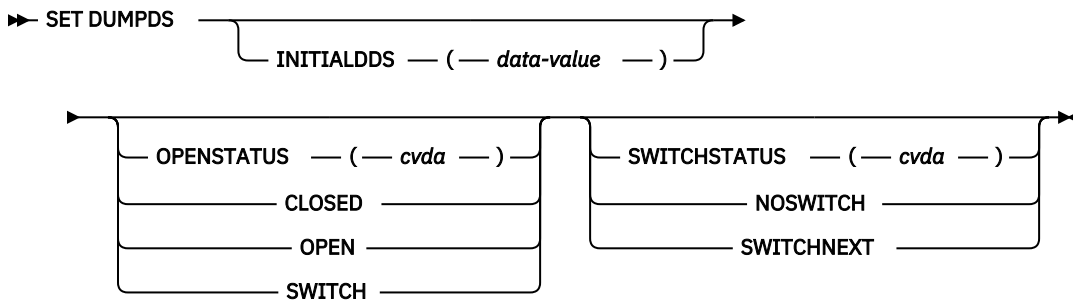 SET DUMPDS
INITIALDDS ( data-value )
OPENSTATUS ( cvda )
CLOSED
OPEN
SWITCH
SWITCHSTATUS ( cvda )
NOSWITCH
SWITCHNEXT